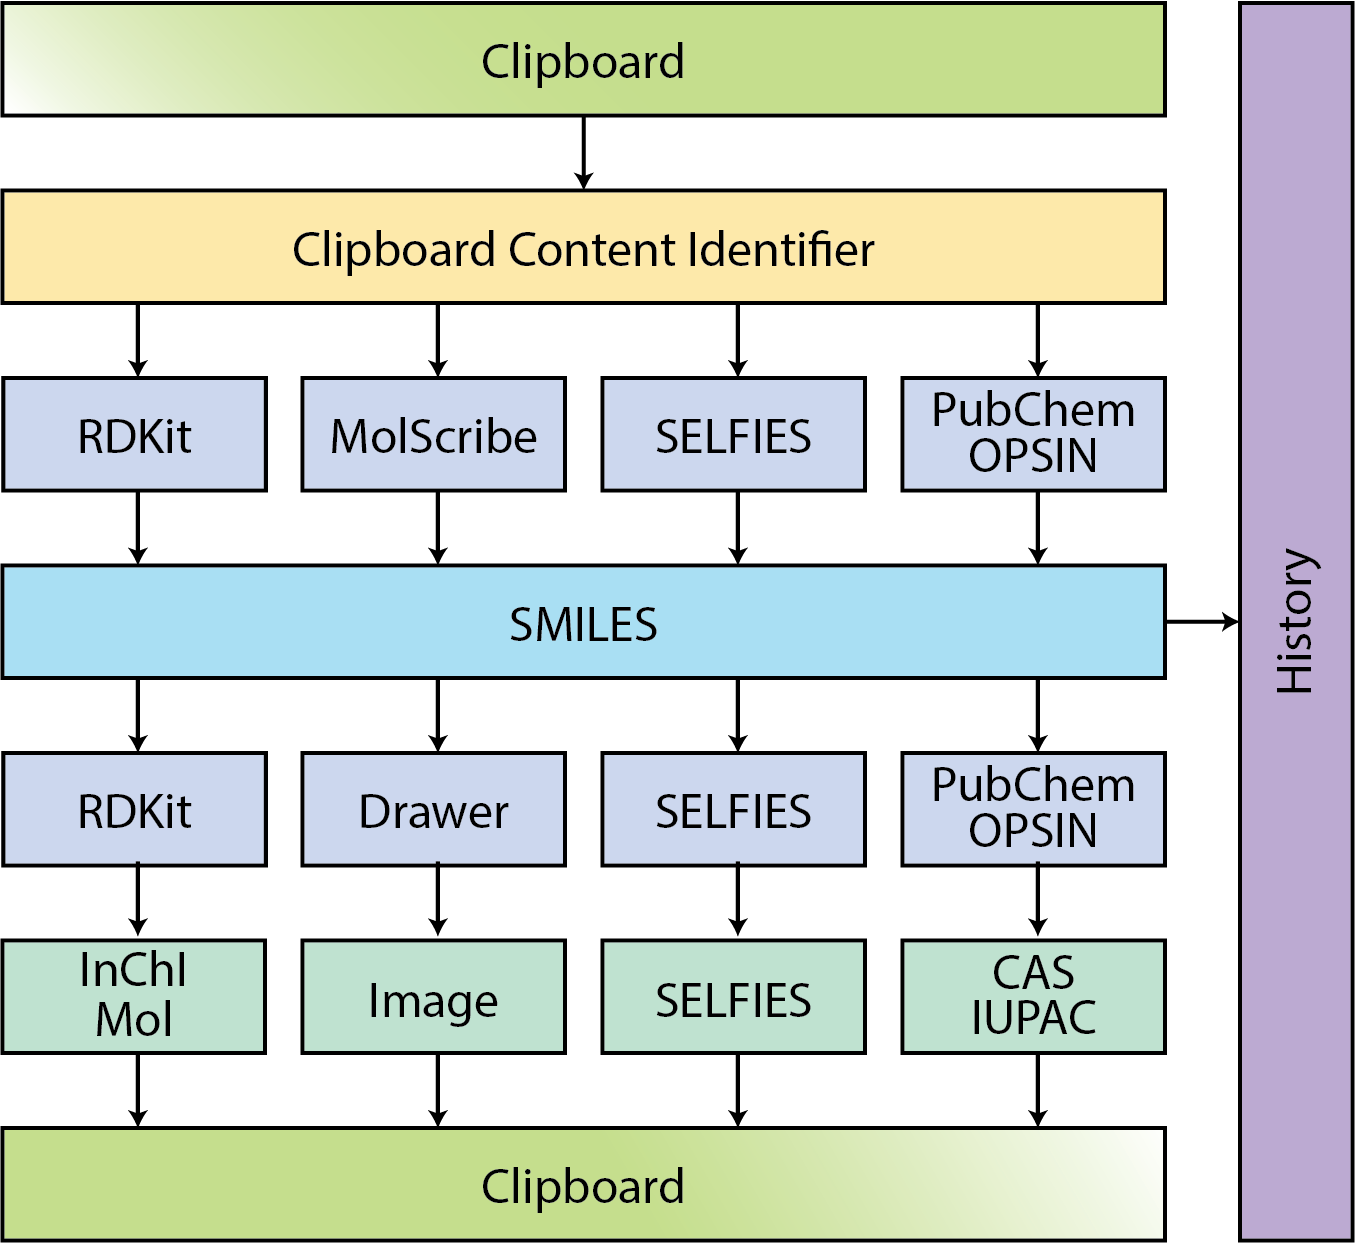 Clipboard
Clipboard Content Identifier
RDKit
MolScribe
SELFIES
PubChem
OPSIN
SMILES
History
RDKit
Drawer
SELFIES
PubChem
OPSIN
InChI
Mol
Image
SELFIES
CAS
IUPAC
Clipboard